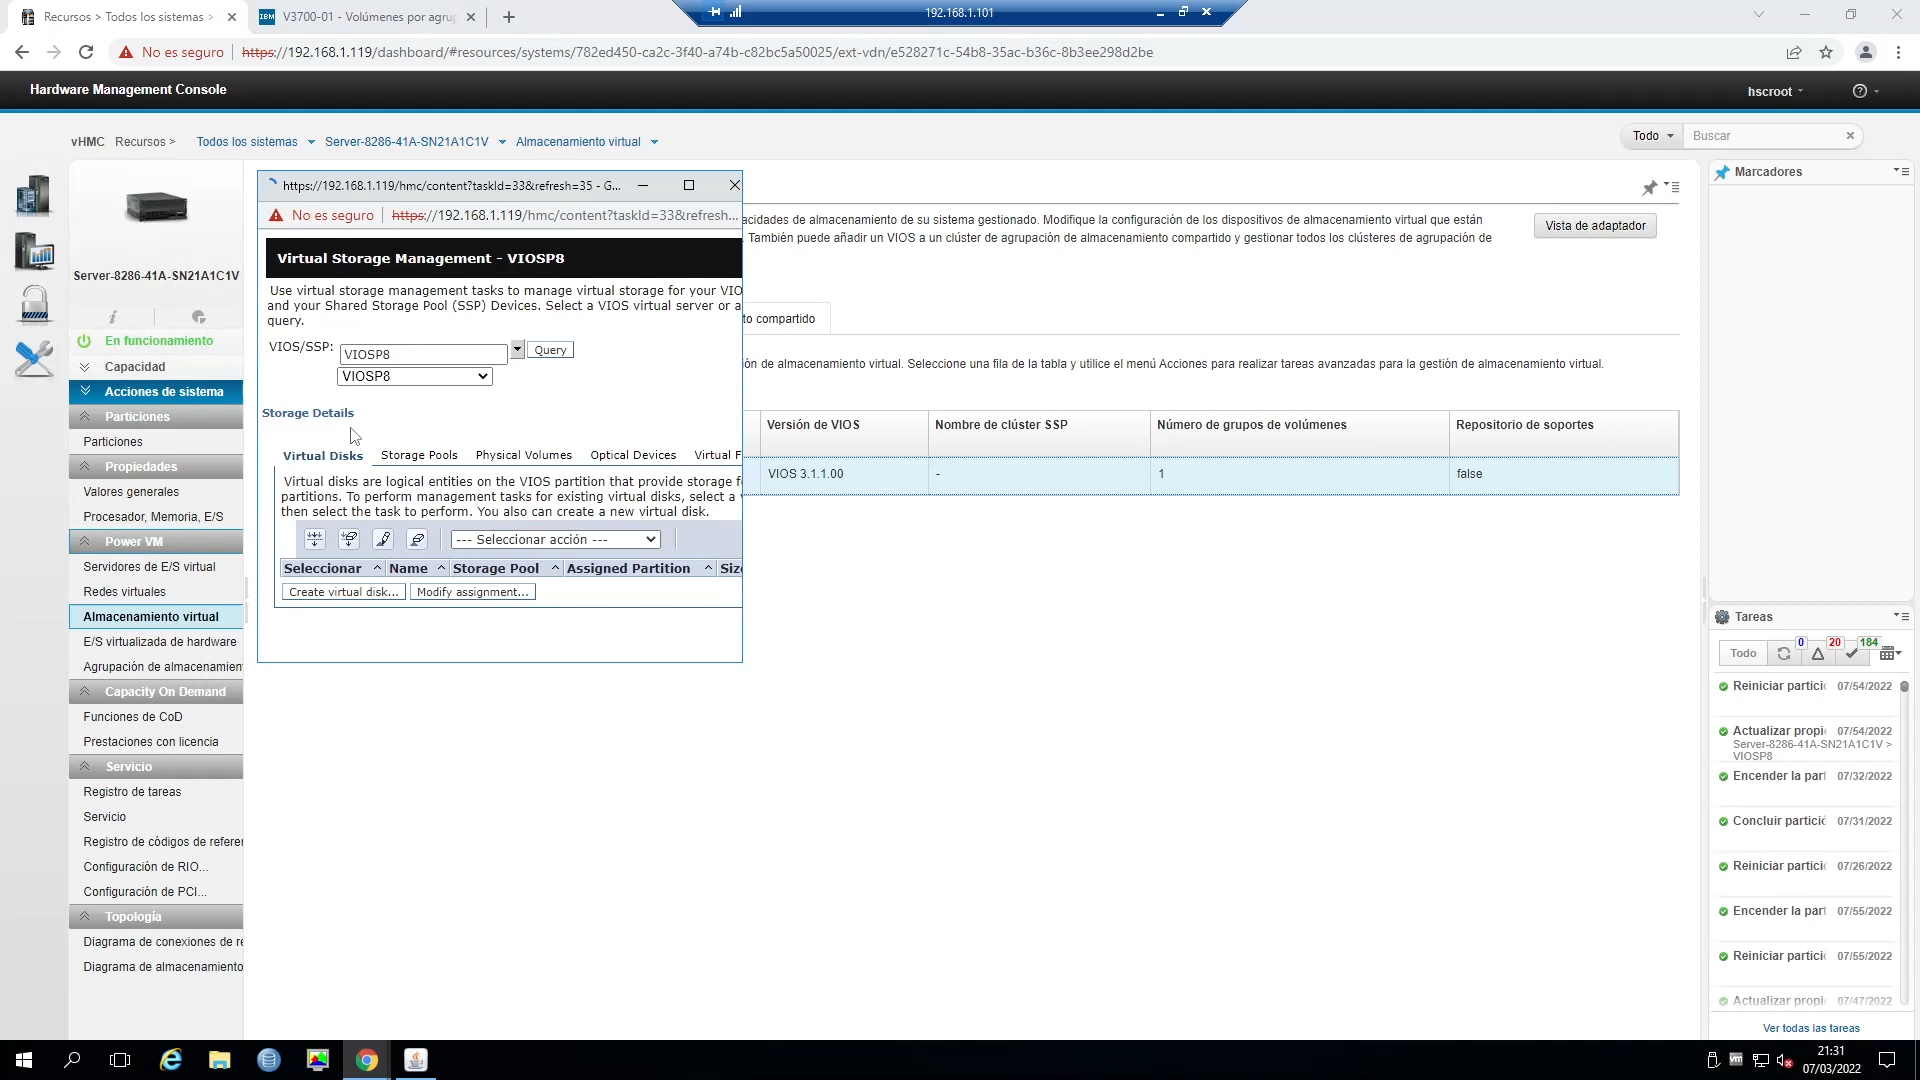 Recursos > Todos los sistemas >
V3700-01 - Volúmenes por agrup
192.168.1.101
No es seguro
https://192.168.1.119/dashboard/#resources/systems/782ed450-ca2c-3f40-a74b-c82bc5a50025/ext-vdn/e528271c-54b8-35ac-b36c-8b3ee298d2be
Hardware Management Console
hscroot
vHMC Recursos > Todos los sistemas Server-8286-41A-SN21A1C1V Almacenamiento virtual
Todo Buscar
Server-8286-41A-SN21A1C1V
En funcionamiento
Capacidad
Acciones de sistema
Particiones
Particiones
Propiedades
Valores generales
Procesador, Memoria, E/S
Power VM
Servidores de E/S virtual
Redes virtuales
Almacenamiento virtual
E/S virtualizada de hardware
Agrupación de almacenamien
Capacity On Demand
Funciones de CoD
Prestaciones con licencia
Servicio
Registro de tareas
Servicio
Registro de códigos de referen
Configuración de RIO...
Configuración de PCI...
Topología
Diagrama de conexiones de re
Diagrama de almacenamiento
https://192.168.1.119/hmc/content?taskId=33&refresh=35 - G...
No es seguro
https://192.168.1.119/hmc/content?taskId=33&refresh...
Virtual Storage Management - VIOSP8
Use virtual storage management tasks to manage virtual storage for your VIO
and your Shared Storage Pool (SSP) Devices. Select a VIOS virtual server or a
query.
VIOS/SSP: VIOSP8 Query
VIOSP8
Storage Details
Virtual Disks Storage Pools Physical Volumes Optical Devices Virtual F
Virtual disks are logical entities on the VIOS partition that provide storage f
partitions. To perform management tasks for existing virtual disks, select a v
then select the task to perform. You also can create a new virtual disk.
--- Seleccionar acción ---
Seleccionar ^ Name ^ Storage Pool ^ Assigned Partition ^ Size
Create virtual disk... Modify assignment...
acidades de almacenamiento de su sistema gestionado. Modifique la configuración de los dispositivos de almacenamiento virtual que están
También puede añadir un VIOS a un clúster de agrupación de almacenamiento compartido y gestionar todos los clústeres de agrupación de
Vista de adaptador
to compartido
ón de almacenamiento virtual. Seleccione una fila de la tabla y utilice el menú Acciones para realizar tareas avanzadas para la gestión de almacenamiento virtual.
Versión de VIOS Nombre de clúster SSP Número de grupos de volúmenes Repositorio de soportes
VIOS 3.1.1.00 - 1 false
Marcadores
Tareas
Todo 0 20 184
Reiniciar partici 07/54/2022
Actualizar propi 07/54/2022
Server-8286-41A-SN21A1C1V >
VIOSP8
Encender la part 07/32/2022
Concluir partició 07/31/2022
Reiniciar partici 07/26/2022
Encender la part 07/55/2022
Reiniciar partici 07/55/2022
Actualizar propi 07/47/2022
Ver todas las tareas
21:31
07/03/2022